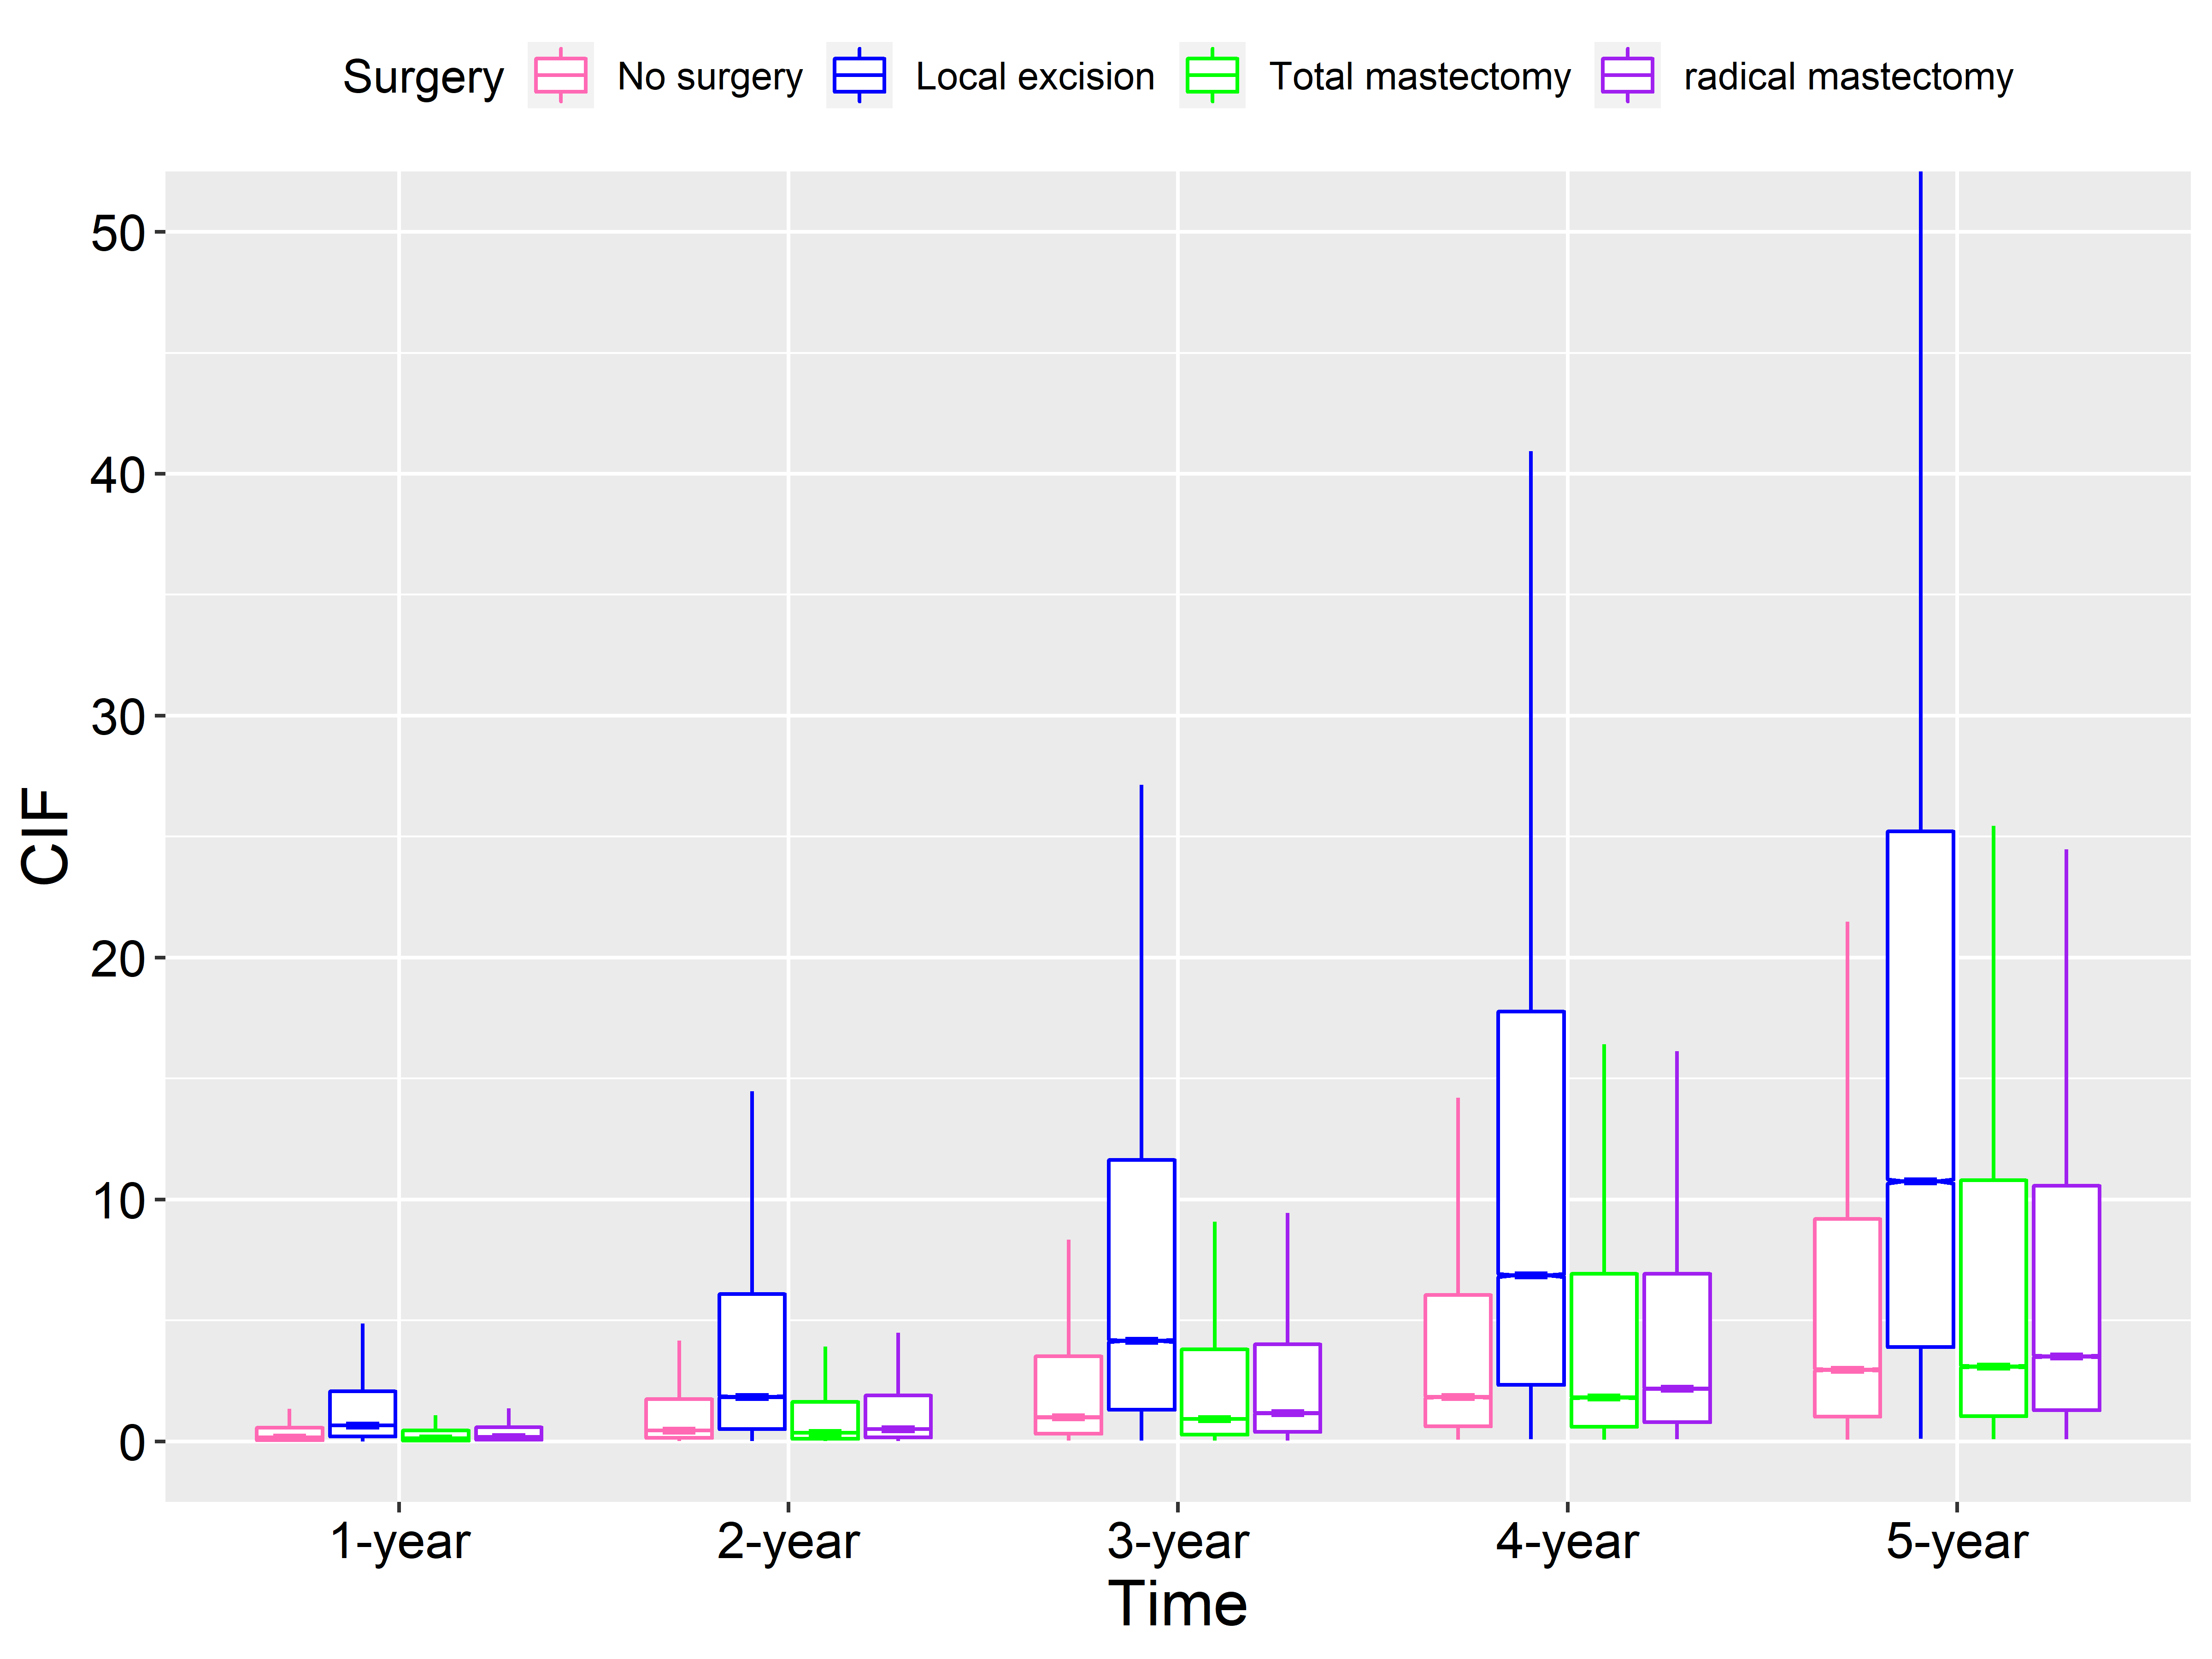 Surgery No surgery Local excision Total mastectomy radical mastectomy
50
40
30
20
10
0
CIF
1-year 2-year 3-year 4-year 5-year
Time